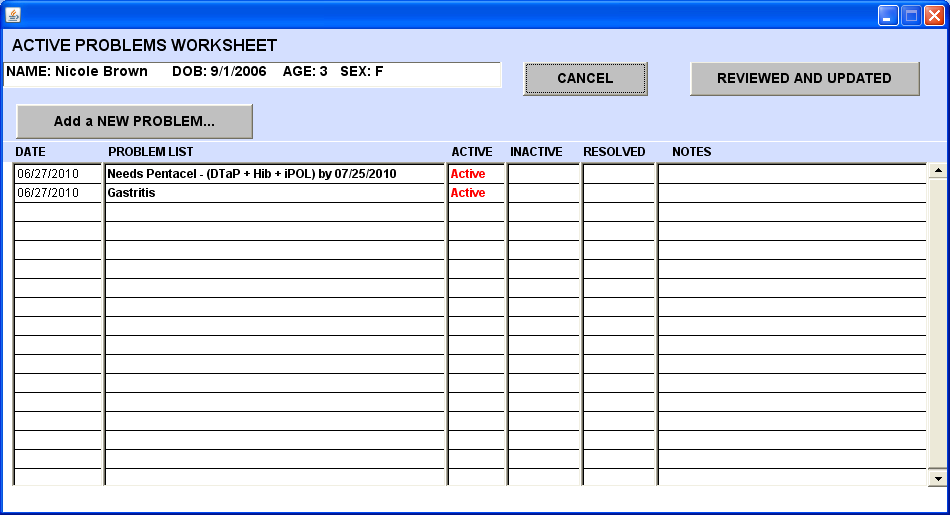 ACTIVE PROBLEMS WORKSHEET
NAME: Nicole Brown DOB: 9/1/2006 AGE: 3 SEX: F
CANCEL
REVIEWED AND UPDATED
Add a NEW PROBLEM...
DATE PROBLEM LIST ACTIVE INACTIVE RESOLVED NOTES
06/27/2010 Needs Pentacel - (DTaP + Hib + iPOL) by 07/25/2010 Active
06/27/2010 Gastritis Active